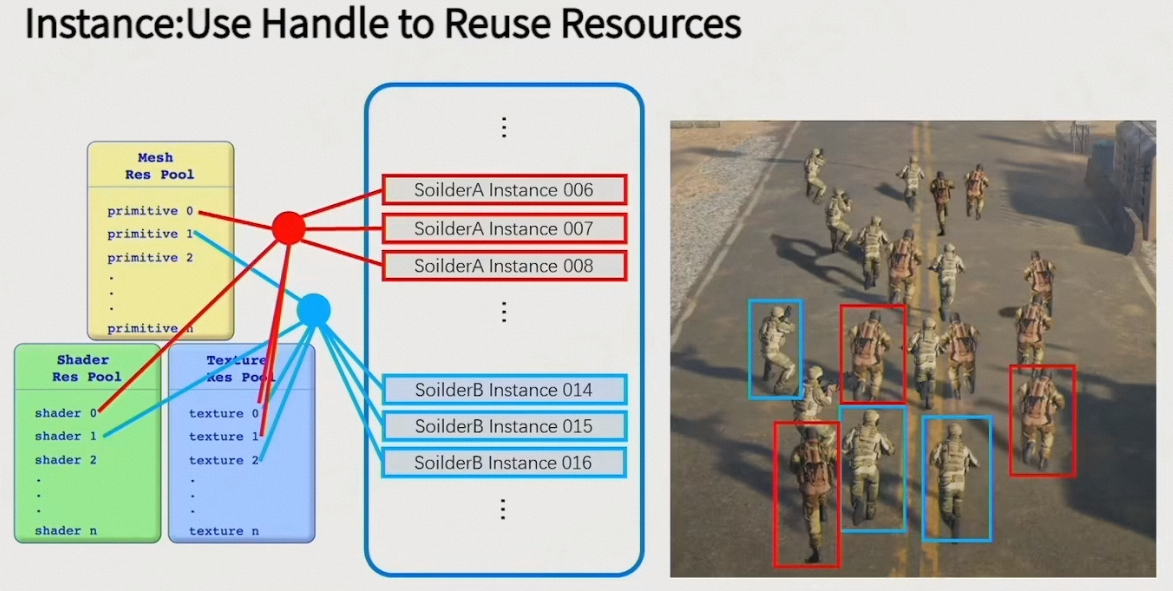 Instance:Use Handle to Reuse Resources
Mesh
Res Pool
primitive 0
primitive 1
primitive 2
primitive n
Shader
Res Pool
shader 0
shader 1
shader 2
shader n
Texture
Res Pool
texture 0
texture 1
texture 2
texture n
SoilderA Instance 006
SoilderA Instance 007
SoilderA Instance 008
SoilderB Instance 014
SoilderB Instance 015
SoilderB Instance 016